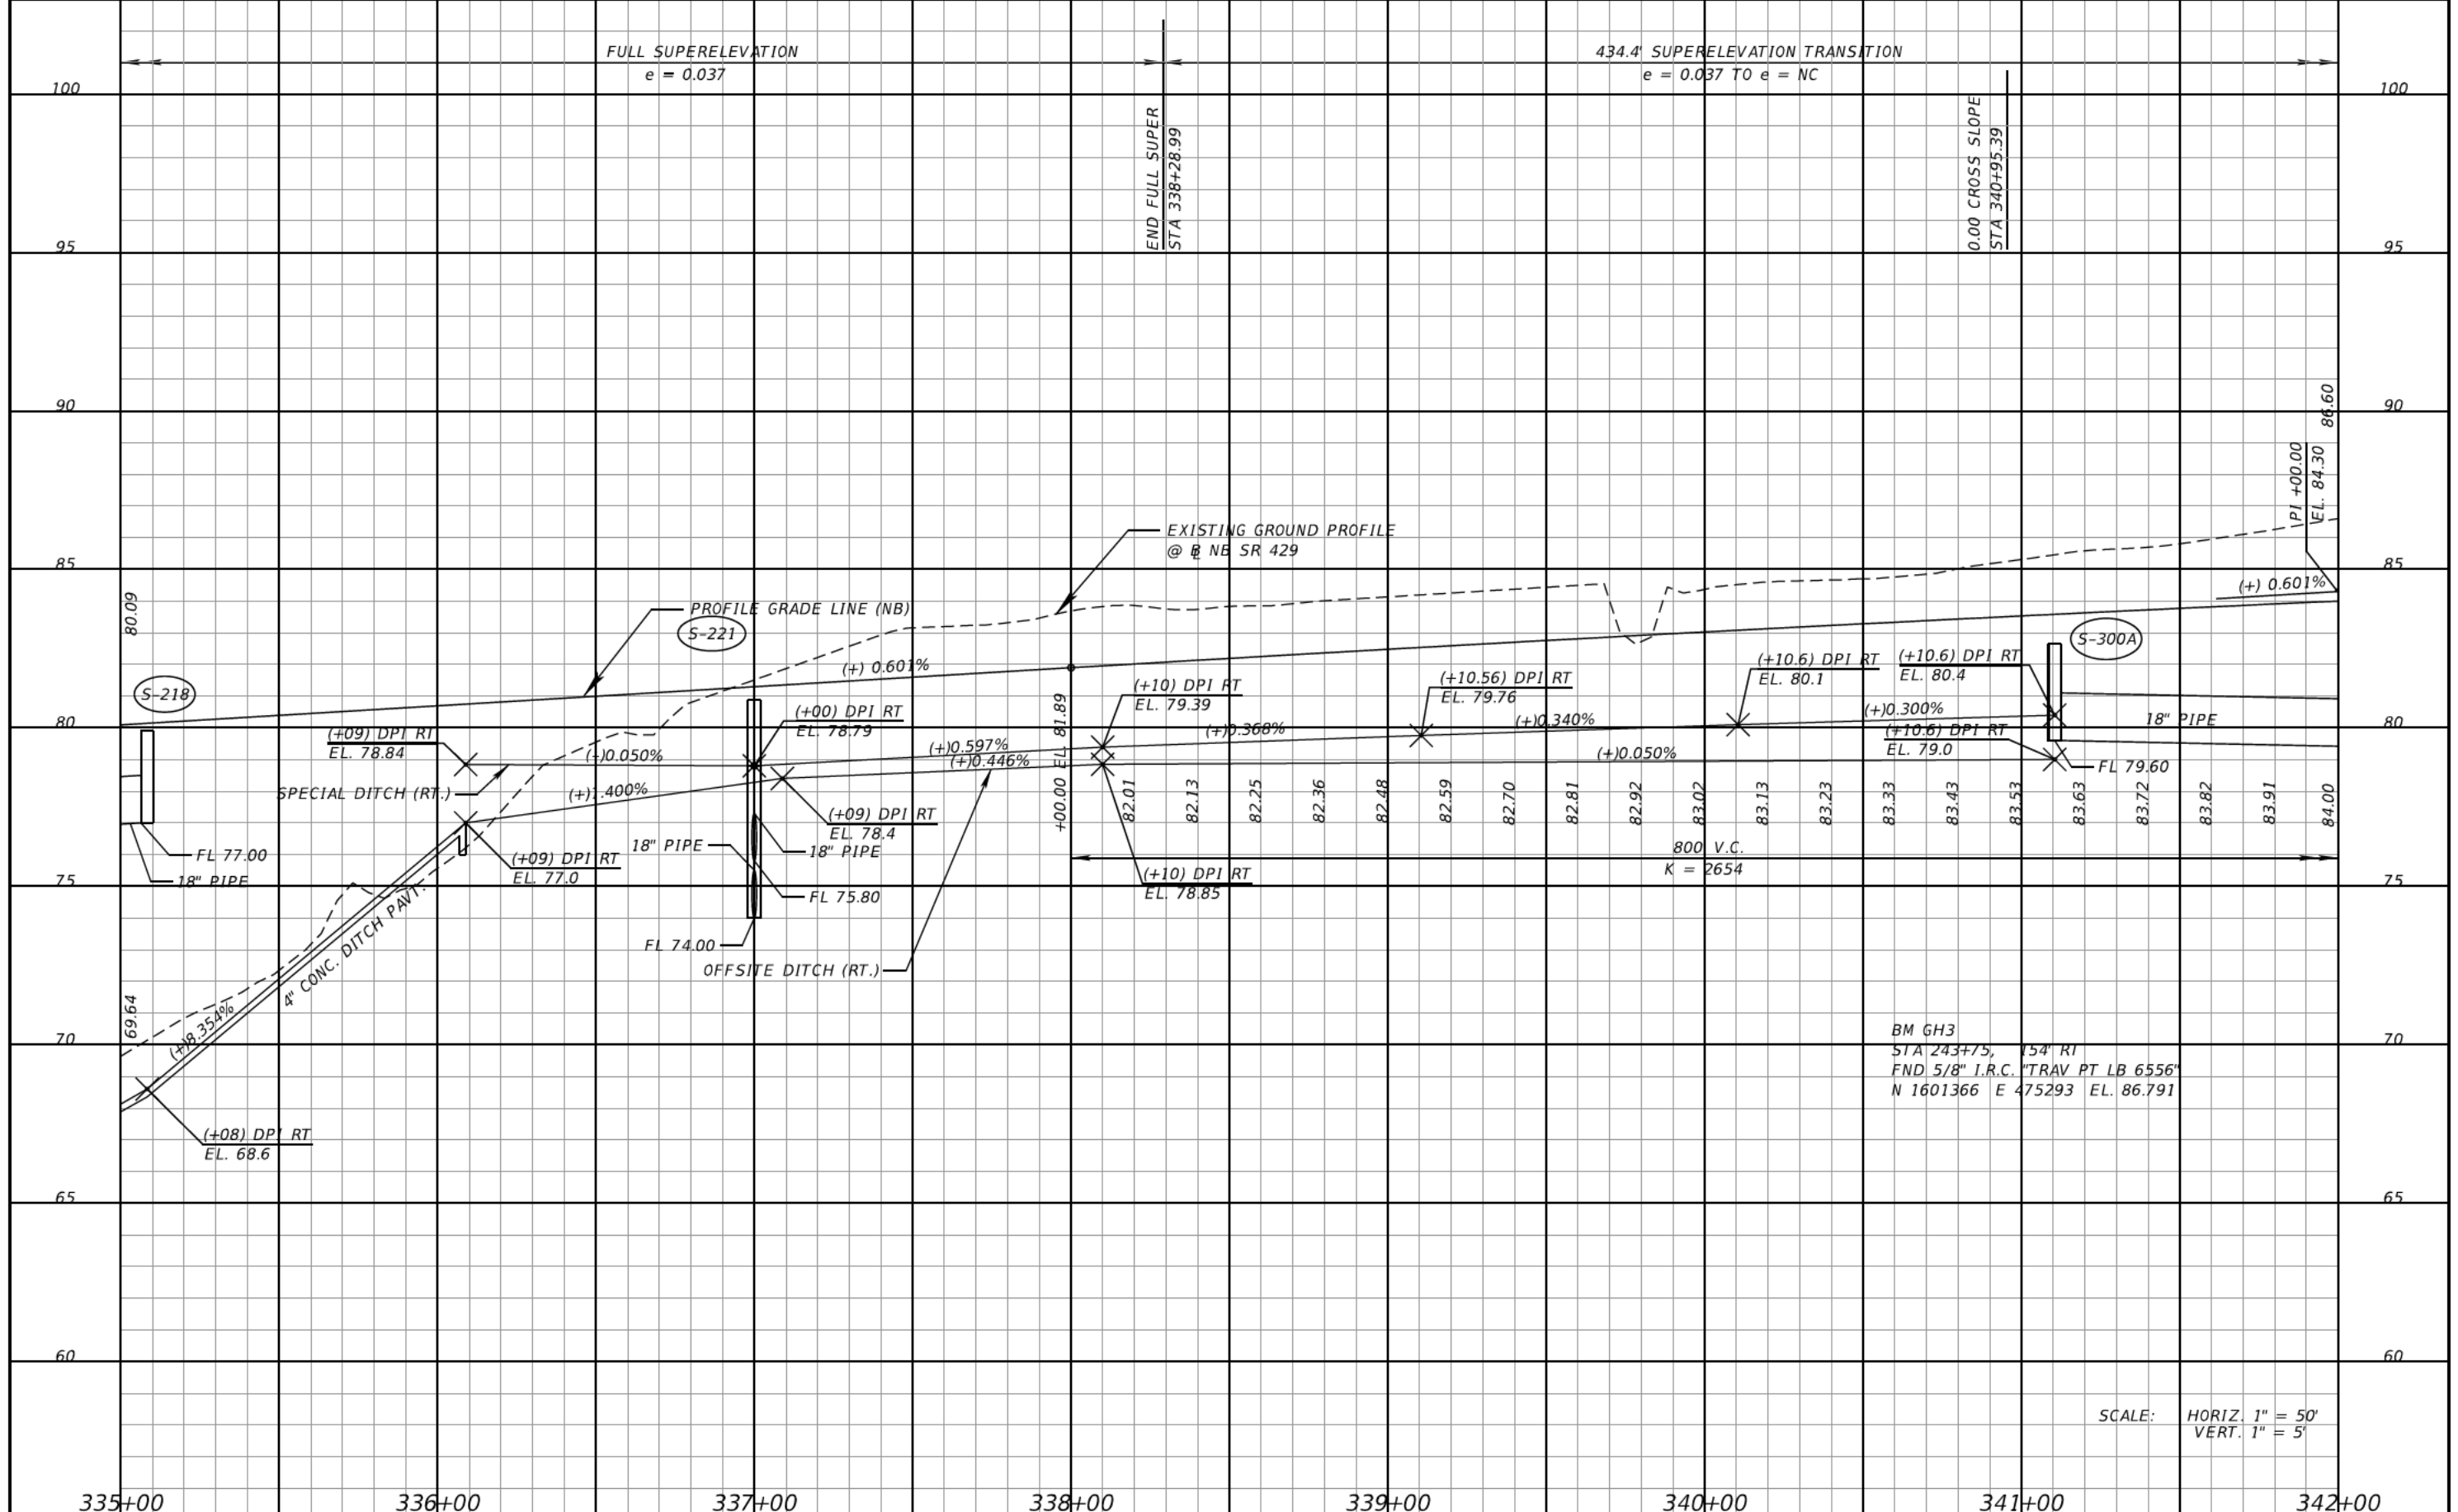 FULL SUPERELEVATION
e = 0.037
434.4' SUPERELEVATION TRANSITION
e = 0.037 TO e = NC
100
100
END FULL SUPER
STA 338+28.99
0.00 CROSS SLOPE
STA 340+95.39
95
95
90
90
86.60
PI +00.00
EL. 84.30
EXISTING GROUND PROFILE
@ BL NB SR 429
85
85
(+) 0.601%
80.09
PROFILE GRADE LINE (NB)
S-221
S-300A
S-218
(+) 0.601%
(+10.6) DPI RT
EL. 80.1
(+10.6) DPI RT
EL. 80.4
(+10.56) DPI RT
EL. 79.76
(+10) DPI RT
EL. 79.39
(+00) DPI RT
EL. 78.79
80
80
(+09) DPI RT
EL. 78.84
(+)0.300%
18" PIPE
(+)0.340%
(+)0.368%
(+10.6) DPI RT
EL. 79.0
(+)0.597%
(+)0.446%
(-)0.050%
(+)0.050%
FL 79.60
SPECIAL DITCH (RT.)
(+)1.400%
+00.00 EL. 81.89
82.01
82.13
82.25
82.36
82.48
82.59
82.70
82.81
82.92
83.02
83.13
83.23
83.33
83.43
83.53
83.63
83.72
83.82
83.91
84.00
(+09) DPI RT
EL. 78.4
18" PIPE
18" PIPE
FL 77.00
18" PIPE
(+09) DPI RT
EL. 77.0
800 V.C.
K = 2654
(+10) DPI RT
EL. 78.85
75
75
FL 75.80
4" CONC. DITCH PAVT.
FL 74.00
OFFSITE DITCH (RT.)
69.64
(+)8.354%
70
70
BM GH3
STA 243+75, 154' RT
FND 5/8" I.R.C. "TRAV PT LB 6556"
N 1601366 E 475293 EL. 86.791
(+08) DPI RT
EL. 68.6
65
65
60
60
SCALE: HORIZ. 1" = 50'
VERT. 1" = 5'
335+00
336+00
337+00
338+00
339+00
340+00
341+00
342+00